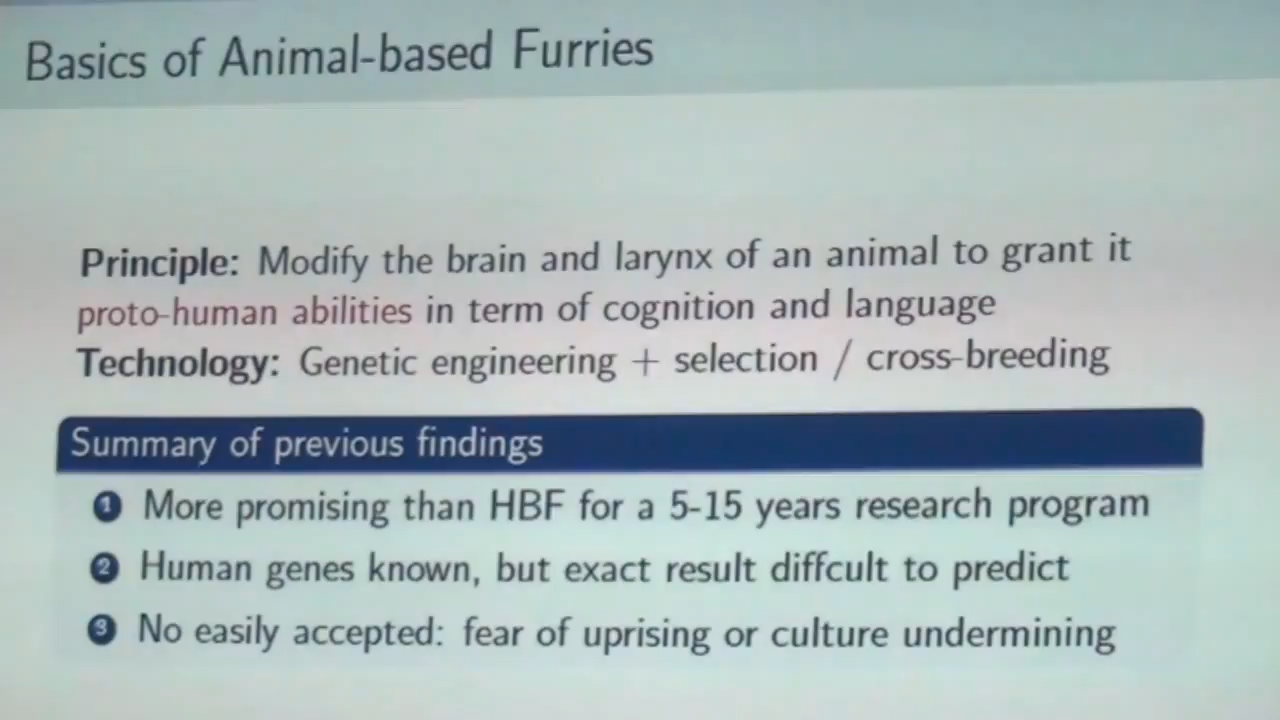 Basics of Animal-based Furries
Principle: Modify the brain and larynx of an animal to grant it
proto-human abilities in term of cognition and language
Technology: Genetic engineering + selection / cross-breeding
Summary of previous findings
1 More promising than HBF for a 5-15 years research program
2 Human genes known, but exact result diffcult to predict
3 No easily accepted: fear of uprising or culture undermining